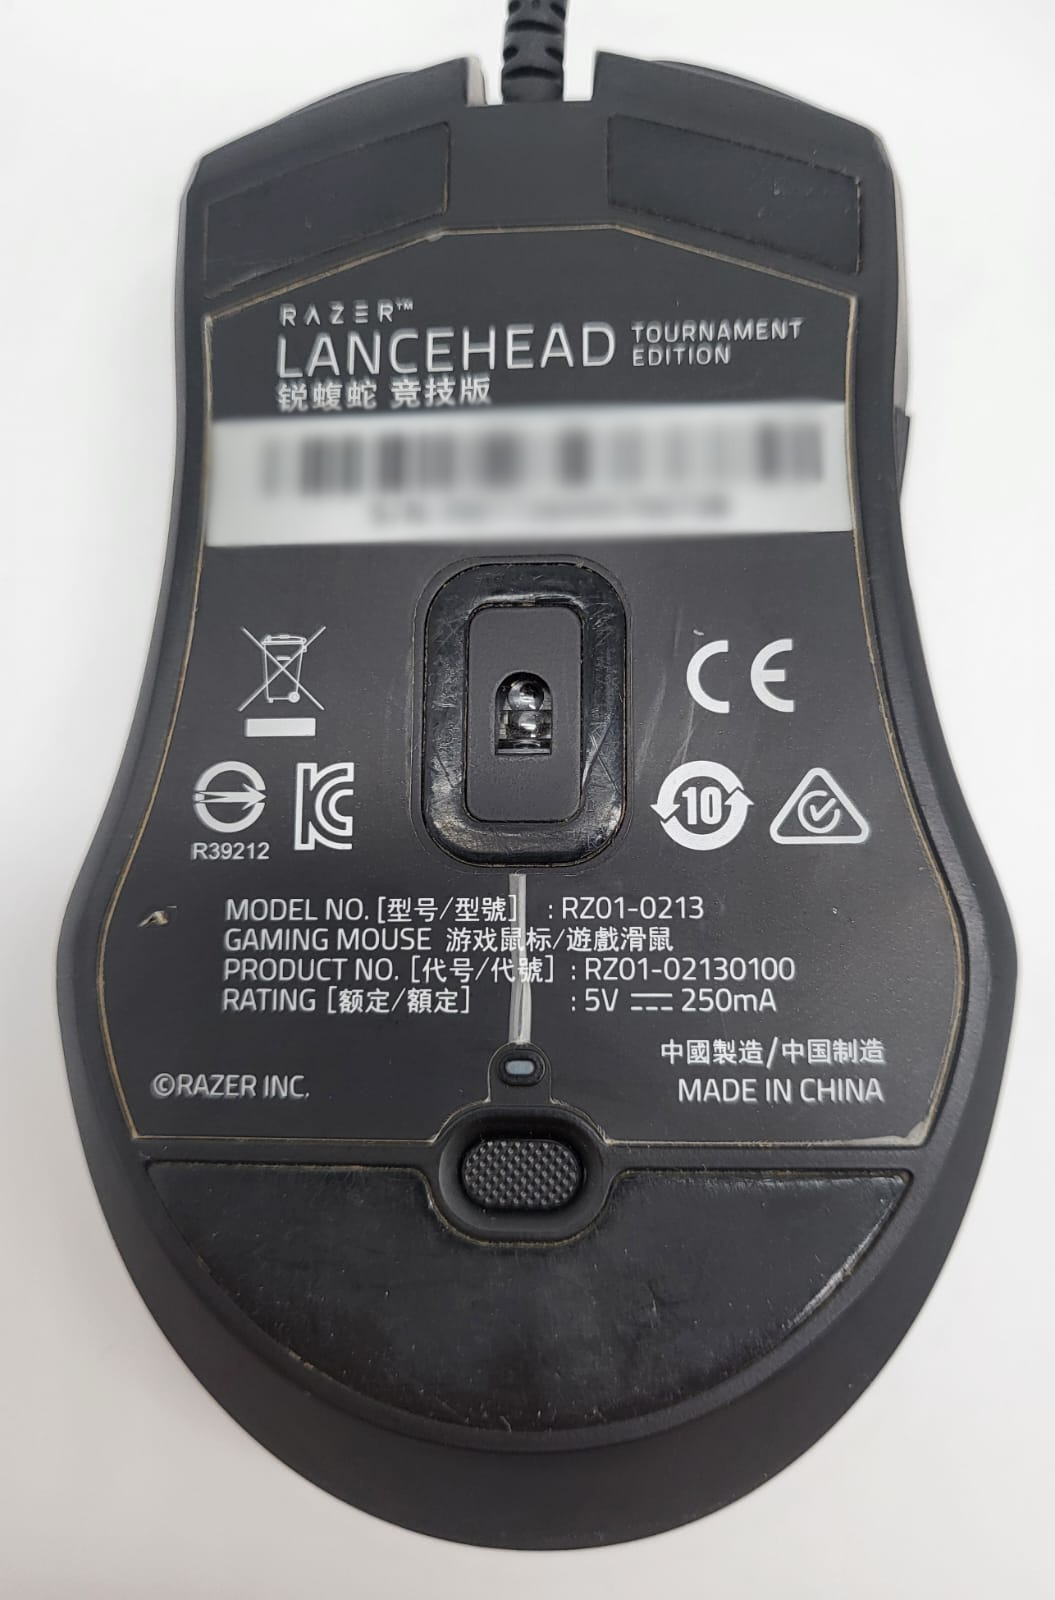 RAZER™
LANCEHEAD TOURNAMENT EDITION
锐蝮蛇 竞技版
CE
R39212
10
MODEL NO. [型号/型號] : RZ01-0213
GAMING MOUSE 游戏鼠标/遊戲滑鼠
PRODUCT NO. [代号/代號] : RZ01-02130100
RATING [额定/額定] : 5V ⎓ 250mA
中國製造/中国制造
©RAZER INC. MADE IN CHINA